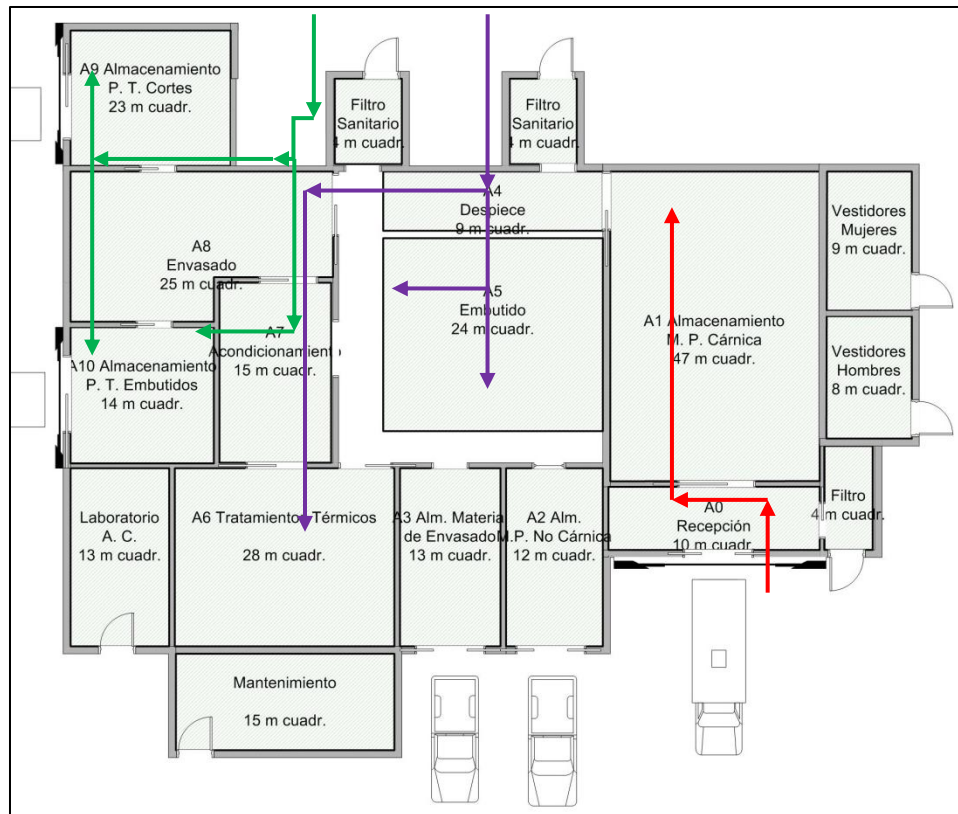 A9 Almacenamiento
P. T. Cortes
23 m cuadr.
Filtro
Sanitario
4 m cuadr.
Filtro
Sanitario
4 m cuadr.
A4
Despiece
9 m cuadr.
Vestidores
Mujeres
9 m cuadr.
A8
Envasado
25 m cuadr.
A5
Embutido
24 m cuadr.
A1 Almacenamiento
M. P. Cárnica
47 m cuadr.
A7
Acondicionamiento
15 m cuadr.
Vestidores
Hombres
8 m cuadr.
A10 Almacenamiento
P. T. Embutidos
14 m cuadr.
Laboratorio
A. C.
13 m cuadr.
A6 Tratamientos Térmicos
28 m cuadr.
A3 Alm. Material
de Envasado
13 m cuadr.
A2 Alm.
M.P. No Cárnica
12 m cuadr.
A0
Recepción
10 m cuadr.
Filtro
4 m cuadr.
Mantenimiento
15 m cuadr.